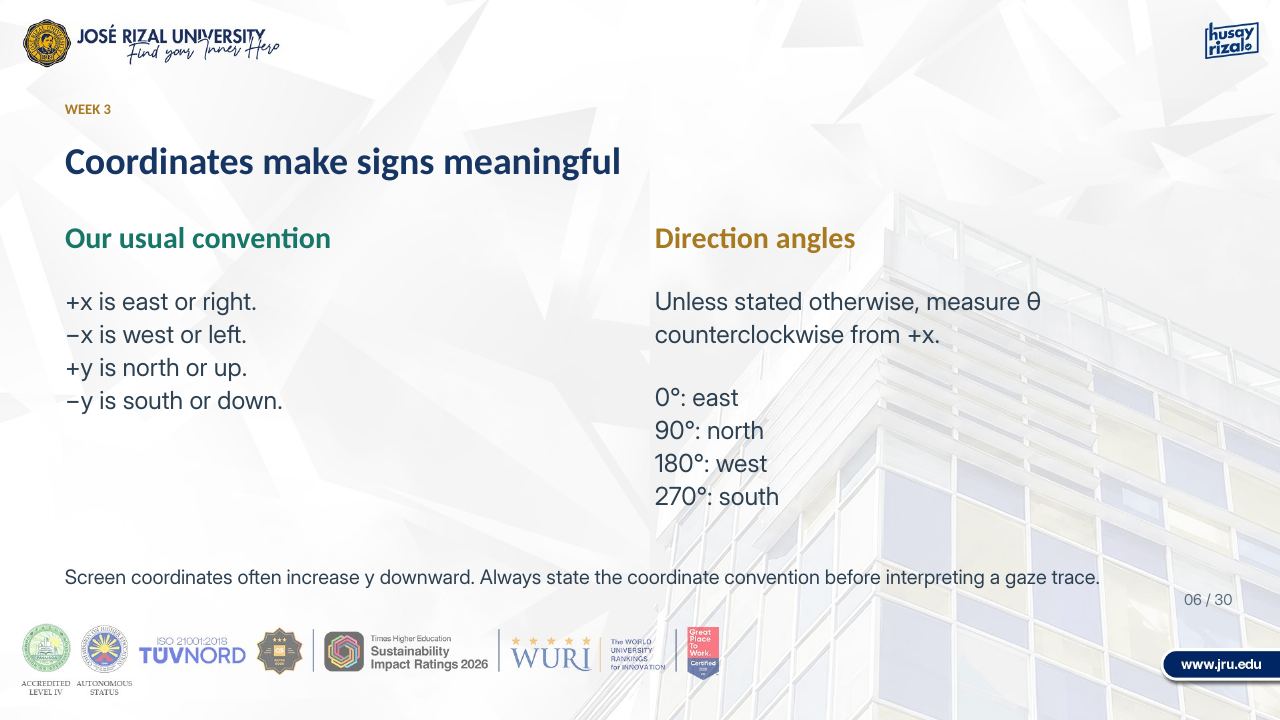 JOSÉ RIZAL UNIVERSITY
Find your Inner Hero
husay
rizal
WEEK 3
Coordinates make signs meaningful
Our usual convention
+x is east or right.
−x is west or left.
+y is north or up.
−y is south or down.
Direction angles
Unless stated otherwise, measure θ
counterclockwise from +x.
0°: east
90°: north
180°: west
270°: south
Screen coordinates often increase y downward. Always state the coordinate convention before interpreting a gaze trace.
06 / 30
ACCREDITED
LEVEL IV
AUTONOMOUS
STATUS
ISO 21001:2018
TÜVNORD
Times Higher Education
Sustainability
Impact Ratings 2026
WURI
The WORLD
UNIVERSITY
RANKINGS
for INNOVATION
Great
Place
To
Work.
Certified
www.jru.edu